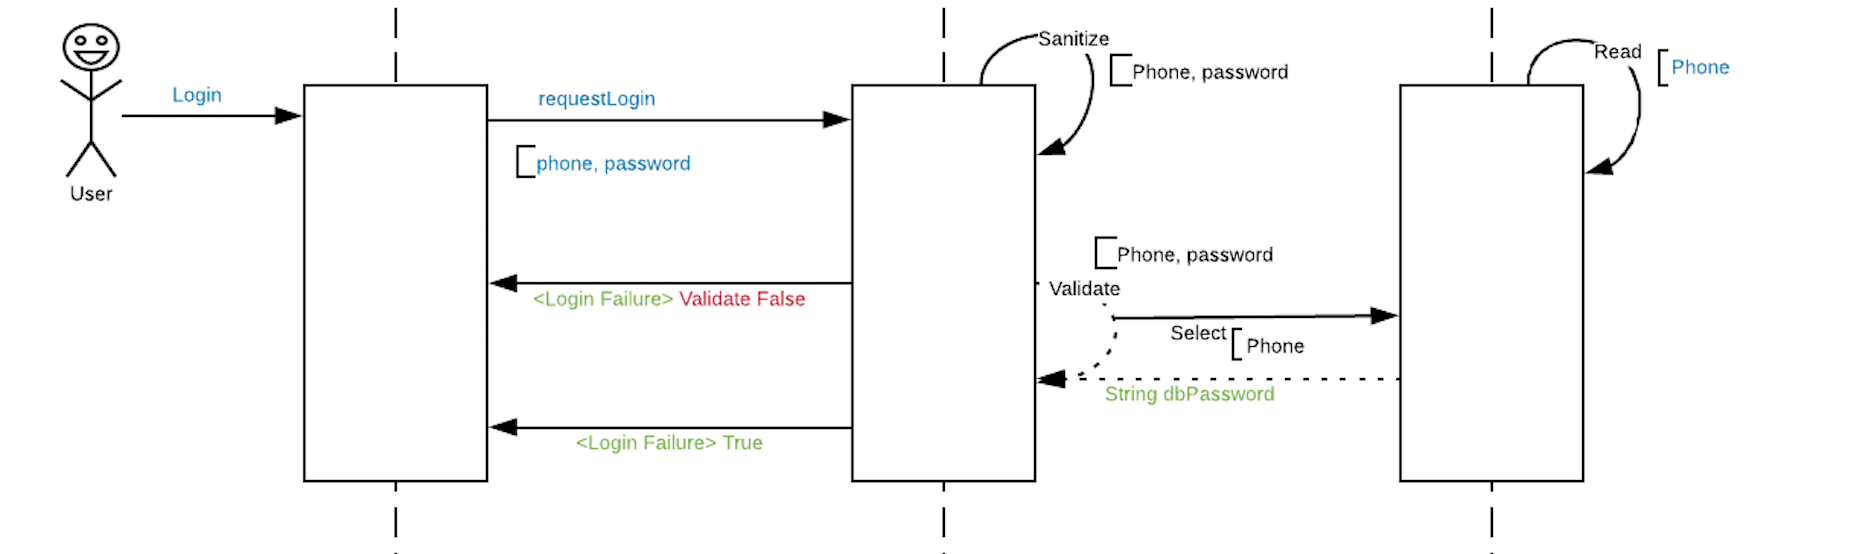 Login
User
requestLogin
phone, password
Sanitize
Phone, password
Read
Phone
Phone, password
Validate
<Login Failure> Validate False
Select
Phone
String dbPassword
<Login Failure> True